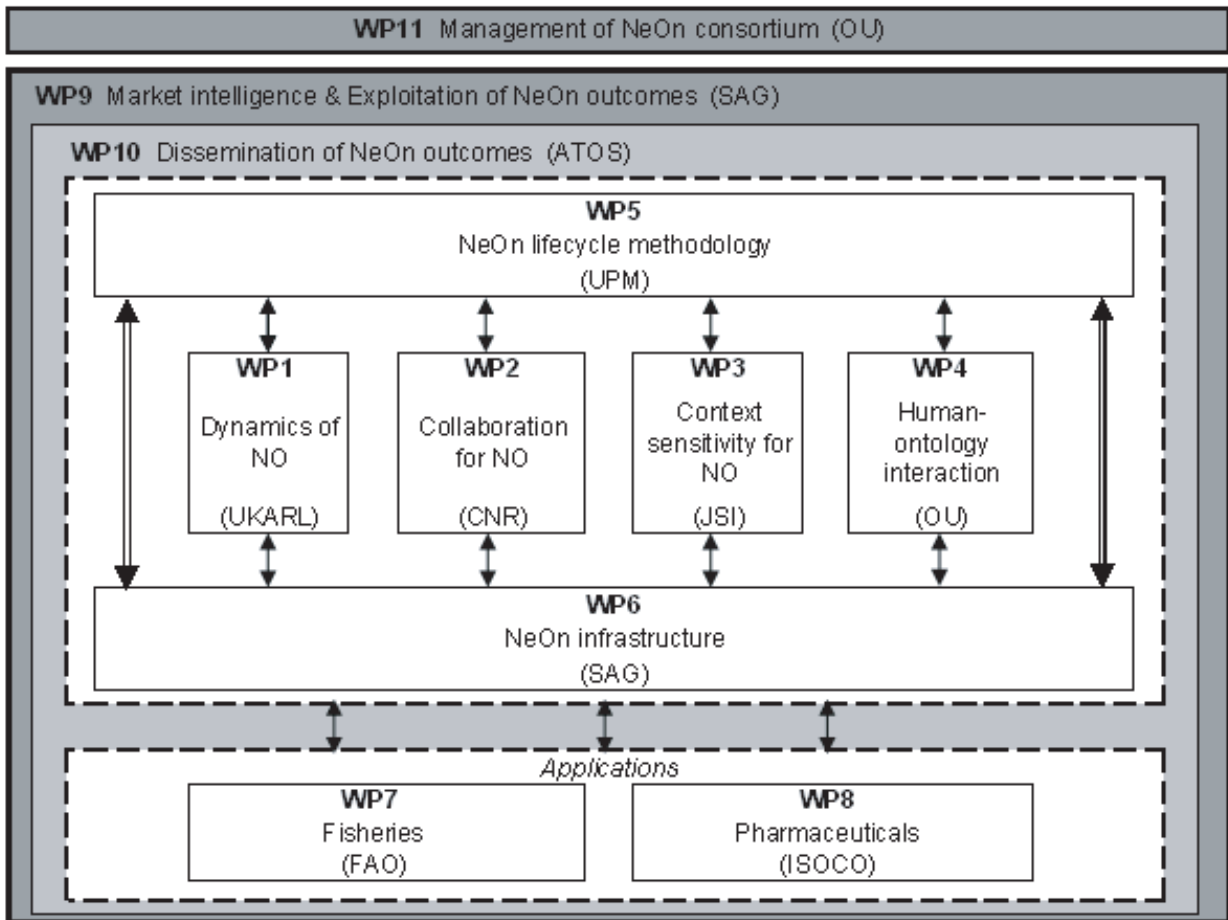 WP11 Management of NeOn consortium (OU)
WP9 Market intelligence & Exploitation of NeOn outcomes (SAG)
WP10 Dissemination of NeOn outcomes (ATOS)
WP5
NeOn lifecycle methodology
(UPM)
WP1
Dynamics of
NO
(UKARL)
WP2
Collaboration
for NO
(CNR)
WP3
Context
sensitivity for
NO
(JSI)
WP4
Human-
ontology
interaction
(OU)
WP6
NeOn infrastructure
(SAG)
Applications
WP7
Fisheries
(FAO)
WP8
Pharmaceuticals
(ISOCO)